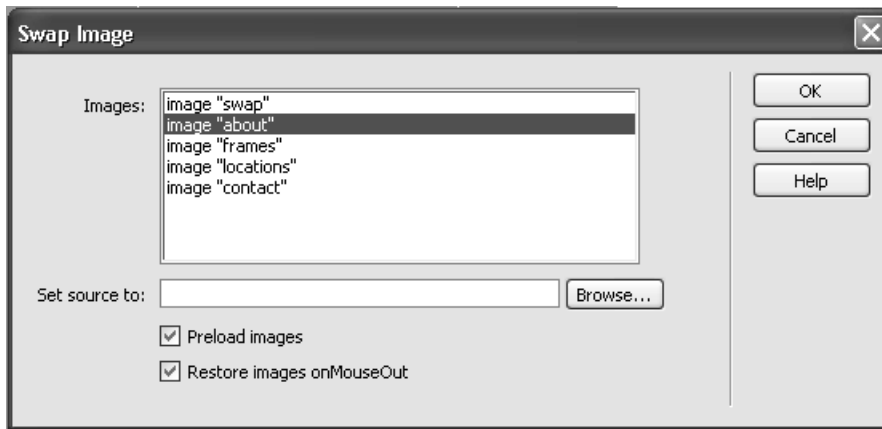 Swap Image
Images:
image "swap"
image "about"
image "frames"
image "locations"
image "contact"
OK
Cancel
Help
Set source to:
Browse...
Preload images
Restore images onMouseOut